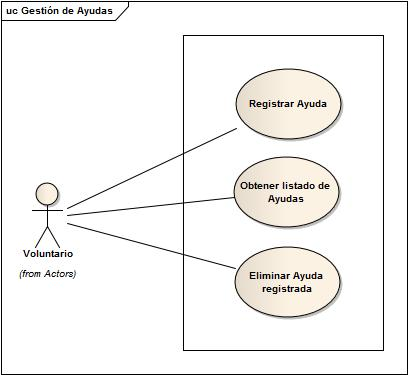 uc Gestión de Ayudas
Registrar Ayuda
Obtener listado de
Ayudas
Voluntario
(from Actors)
Eliminar Ayuda
registrada